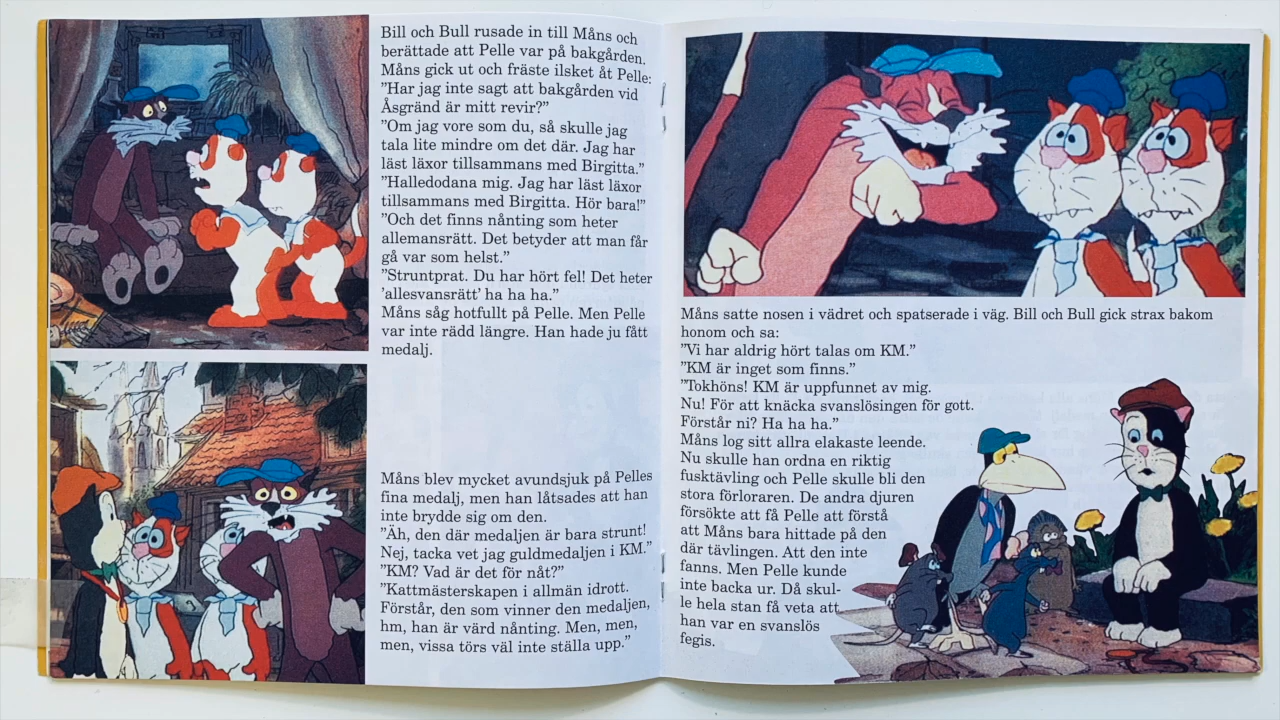 Bill och Bull rusade in till Måns och
berättade att Pelle var på bakgården.
Måns gick ut och fräste ilsket åt Pelle:
”Har jag inte sagt att bakgården vid
Åsgränd är mitt revir?”
”Om jag vore som du, så skulle jag
tala lite mindre om det där. Jag har
läst läxor tillsammans med Birgitta.”
”Halledodana mig. Jag har läst läxor
tillsammans med Birgitta. Hör bara!”
”Och det finns nånting som heter
allemansrätt. Det betyder att man får
gå var som helst.”
”Struntprat. Du har hört fel! Det heter
’allesvansrätt’ ha ha ha.”
Måns såg hotfullt på Pelle. Men Pelle
var inte rädd längre. Han hade ju fått
medalj.
Måns blev mycket avundsjuk på Pelles
fina medalj, men han låtsades att han
inte brydde sig om den.
”Äh, den där medaljen är bara strunt!
Nej, tacka vet jag guldmedaljen i KM.”
”KM? Vad är det för nåt?”
”Kattmästerskapen i allmän idrott.
Förstår, den som vinner den medaljen,
hm, han är värd nånting. Men, men,
men, vissa törs väl inte ställa upp.”
Måns satte nosen i vädret och spatserade i väg. Bill och Bull gick strax bakom
honom och sa:
”Vi har aldrig hört talas om KM.”
”KM är inget som finns.”
”Tokhöns! KM är uppfunnet av mig.
Nu! För att knäcka svanslösingen för gott.
Förstår ni? Ha ha ha.”
Måns log sitt allra elakaste leende.
Nu skulle han ordna en riktig
fusktävling och Pelle skulle bli den
stora förloraren. De andra djuren
försökte att få Pelle att förstå
att Måns bara hittade på den
där tävlingen. Att den inte
fanns. Men Pelle kunde
inte backa ur. Då skul-
le hela stan få veta att
han var en svanslös
fegis.